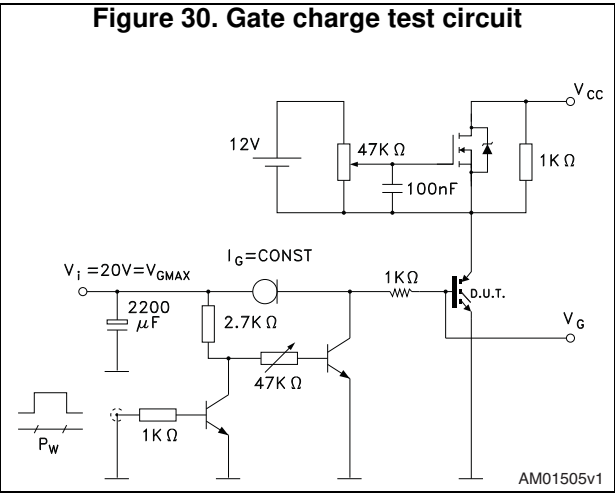 Figure 30. Gate charge test circuit
V CC
12V
47K Ω
1K Ω
100nF
I G =CONST
V i =20V=V GMAX
1KΩ
D.U.T.
2200
μF
2.7K Ω
V G
47K Ω
1K Ω
P W
AM01505v1